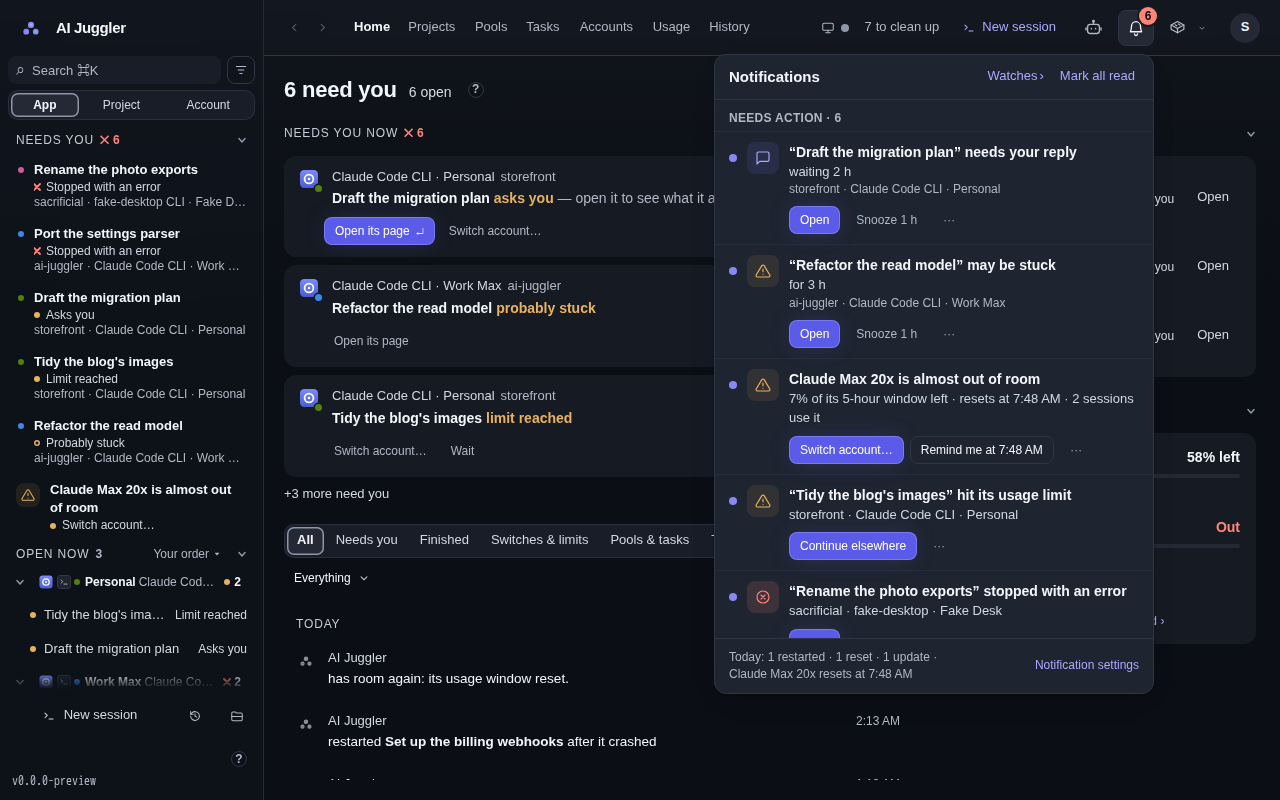 AI Juggler
Search ⌘K
App
Project
Account
NEEDS YOU 6
Rename the photo exports
Stopped with an error
sacrificial · fake-desktop CLI · Fake D…
Port the settings parser
Stopped with an error
ai-juggler · Claude Code CLI · Work …
Draft the migration plan
Asks you
storefront · Claude Code CLI · Personal
Tidy the blog's images
Limit reached
storefront · Claude Code CLI · Personal
Refactor the read model
Probably stuck
ai-juggler · Claude Code CLI · Work …
Claude Max 20x is almost out
of room
Switch account…
OPEN NOW 3
Your order
Personal Claude Cod… 2
Tidy the blog's ima… Limit reached
Draft the migration plan Asks you
Work Max Claude Co… 2
New session
?
v0.0.0-preview
Home
Projects
Pools
Tasks
Accounts
Usage
History
7 to clean up
New session
6
S
6 need you 6 open ?
NEEDS YOU NOW 6
Claude Code CLI · Personal storefront
Draft the migration plan asks you — open it to see what it a
Open its page
Switch account…
Claude Code CLI · Work Max ai-juggler
Refactor the read model probably stuck
Open its page
Claude Code CLI · Personal storefront
Tidy the blog's images limit reached
Switch account…
Wait
+3 more need you
All
Needs you
Finished
Switches & limits
Pools & tasks
Everything
TODAY
AI Juggler
has room again: its usage window reset.
AI Juggler
2:13 AM
restarted Set up the billing webhooks after it crashed
Notifications
Watches ›
Mark all read
NEEDS ACTION · 6
“Draft the migration plan” needs your reply
waiting 2 h
storefront · Claude Code CLI · Personal
Open
Snooze 1 h
···
“Refactor the read model” may be stuck
for 3 h
ai-juggler · Claude Code CLI · Work Max
Open
Snooze 1 h
···
Claude Max 20x is almost out of room
7% of its 5-hour window left · resets at 7:48 AM · 2 sessions
use it
Switch account…
Remind me at 7:48 AM
···
“Tidy the blog's images” hit its usage limit
storefront · Claude Code CLI · Personal
Continue elsewhere
···
“Rename the photo exports” stopped with an error
sacrificial · fake-desktop · Fake Desk
Today: 1 restarted · 1 reset · 1 update ·
Claude Max 20x resets at 7:48 AM
Notification settings
you Open
you Open
you Open
58% left
Out
d ›